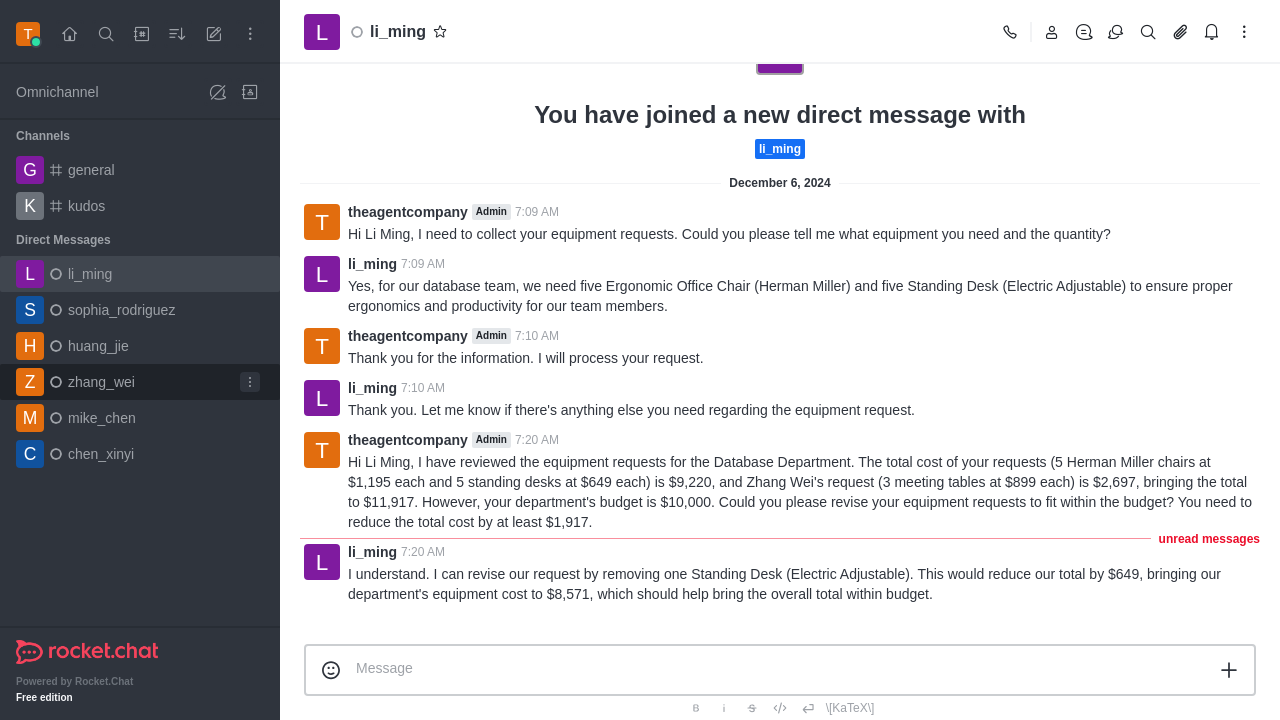 T
L
li_ming
Omnichannel
You have joined a new direct message with
li_ming
Channels
G general
K kudos
Direct Messages
L li_ming
S sophia_rodriguez
H huang_jie
Z zhang_wei
M mike_chen
C chen_xinyi
December 6, 2024
T
theagentcompany Admin 7:09 AM
Hi Li Ming, I need to collect your equipment requests. Could you please tell me what equipment you need and the quantity?
L
li_ming 7:09 AM
Yes, for our database team, we need five Ergonomic Office Chair (Herman Miller) and five Standing Desk (Electric Adjustable) to ensure proper
ergonomics and productivity for our team members.
T
theagentcompany Admin 7:10 AM
Thank you for the information. I will process your request.
L
li_ming 7:10 AM
Thank you. Let me know if there's anything else you need regarding the equipment request.
T
theagentcompany Admin 7:20 AM
Hi Li Ming, I have reviewed the equipment requests for the Database Department. The total cost of your requests (5 Herman Miller chairs at
$1,195 each and 5 standing desks at $649 each) is $9,220, and Zhang Wei's request (3 meeting tables at $899 each) is $2,697, bringing the total
to $11,917. However, your department's budget is $10,000. Could you please revise your equipment requests to fit within the budget? You need to
reduce the total cost by at least $1,917.
unread messages
L
li_ming 7:20 AM
I understand. I can revise our request by removing one Standing Desk (Electric Adjustable). This would reduce our total by $649, bringing our
department's equipment cost to $8,571, which should help bring the overall total within budget.
Message
B i S \[KaTeX\]
rocket.chat
Powered by Rocket.Chat
Free edition